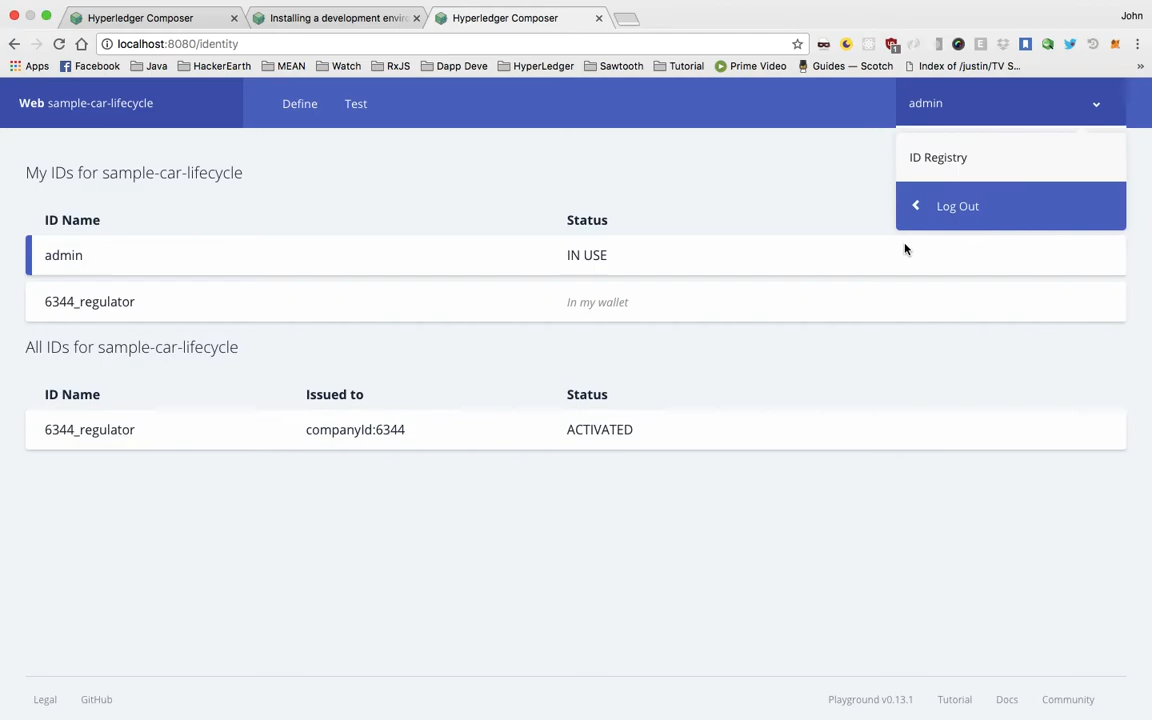 Hyperledger Composer
Installing a development enviro
Hyperledger Composer
John
localhost:8080/identity
1
Apps
Facebook
Java
HackerEarth
MEAN
Watch
RxJS
Dapp Deve
HyperLedger
Sawtooth
Tutorial
Prime Video
Guides — Scotch
Index of /justin/TV S...
»
Web sample-car-lifecycle
Define
Test
admin
ID Registry
Log Out
My IDs for sample-car-lifecycle
ID Name Status
admin IN USE
6344_regulator In my wallet
All IDs for sample-car-lifecycle
ID Name Issued to Status
6344_regulator companyId:6344 ACTIVATED
Legal GitHub Playground v0.13.1 Tutorial Docs Community